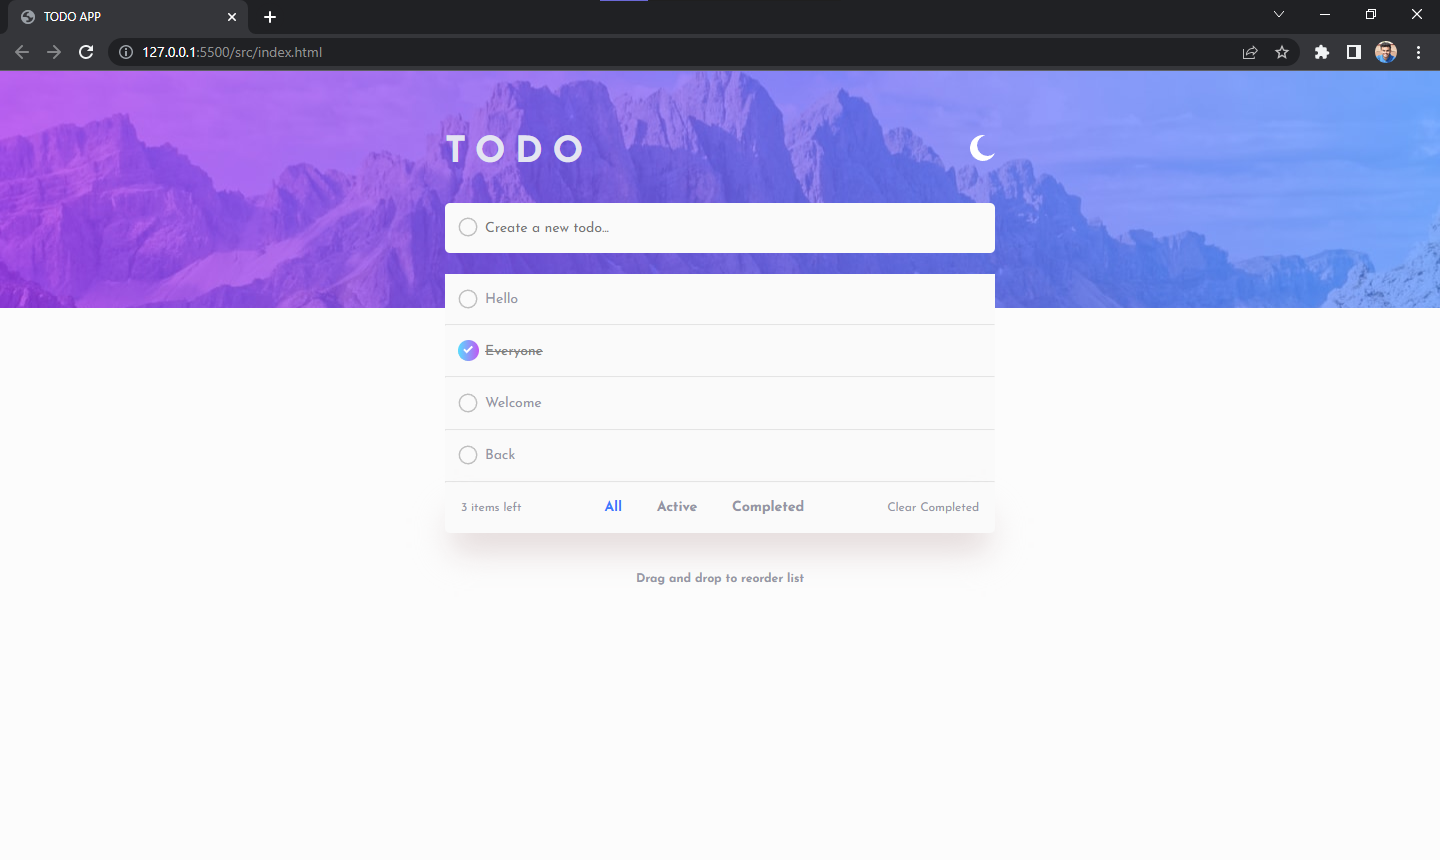 TODO APP
127.0.0.1:5500/src/index.html
TODO
Create a new todo...
Hello
Everyone
Welcome
Back
3 items left All Active Completed Clear Completed
Drag and drop to reorder list